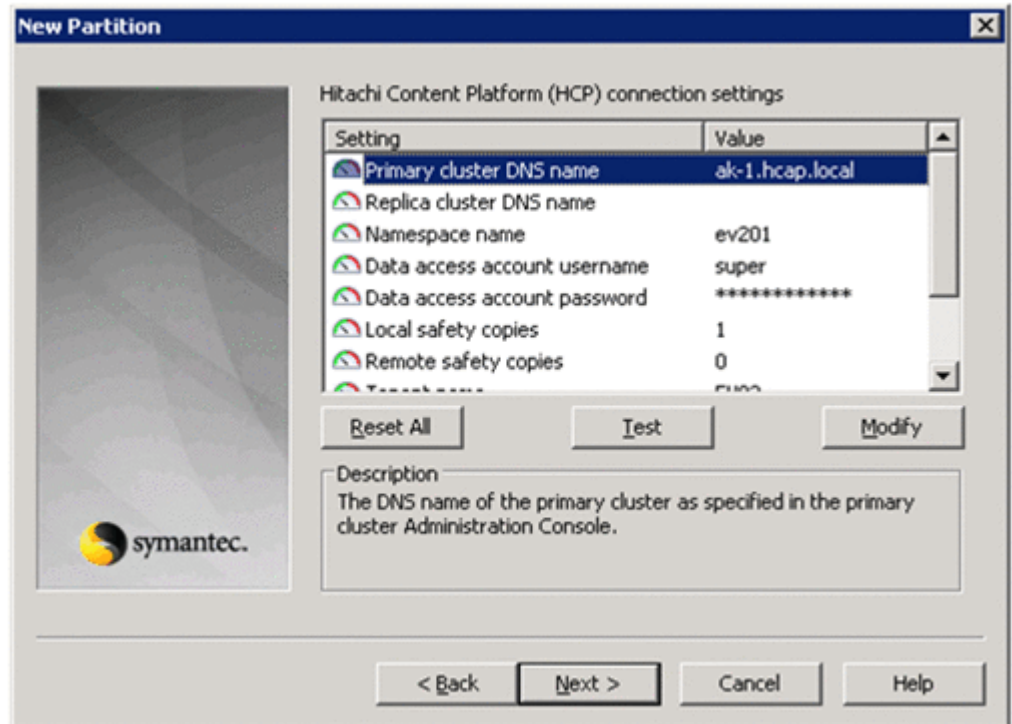 New Partition
Hitachi Content Platform (HCP) connection settings
Setting Value
Primary cluster DNS name ak-1.hcap.local
Replica cluster DNS name
Namespace name ev201
Data access account username super
Data access account password ************
Local safety copies 1
Remote safety copies 0
Reset All Test Modify
Description
The DNS name of the primary cluster as specified in the primary
cluster Administration Console.
symantec.
< Back Next > Cancel Help